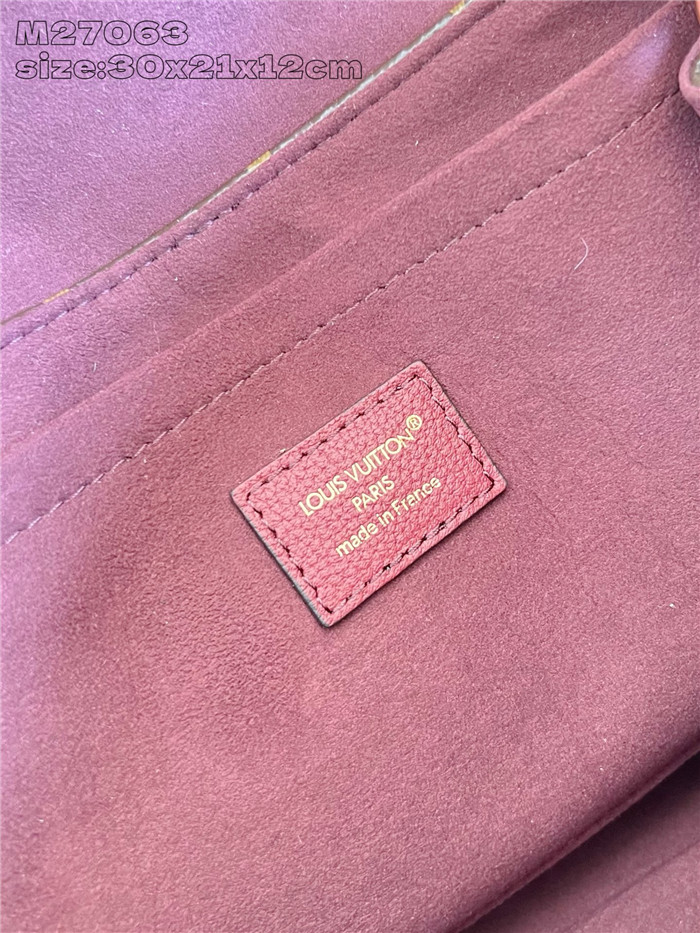 M27063
size:30x21x12cm
LOUIS VUITTON®
PARIS
made in France